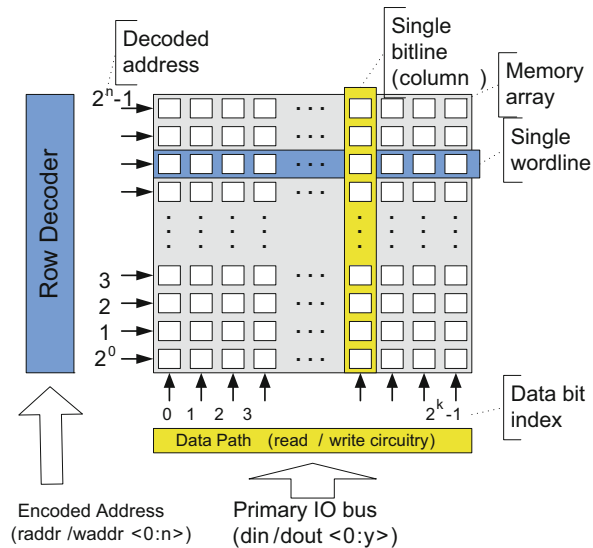 Decoded
address
Single
bitline
(column )
Memory
array
Single
wordline
2^n-1
Row Decoder
3
2
1
2^0
0 1 2 3
2^k-1
Data bit
index
Data Path (read / write circuitry)
Encoded Address
(raddr /waddr <0:n>)
Primary IO bus
(din /dout <0:y>)